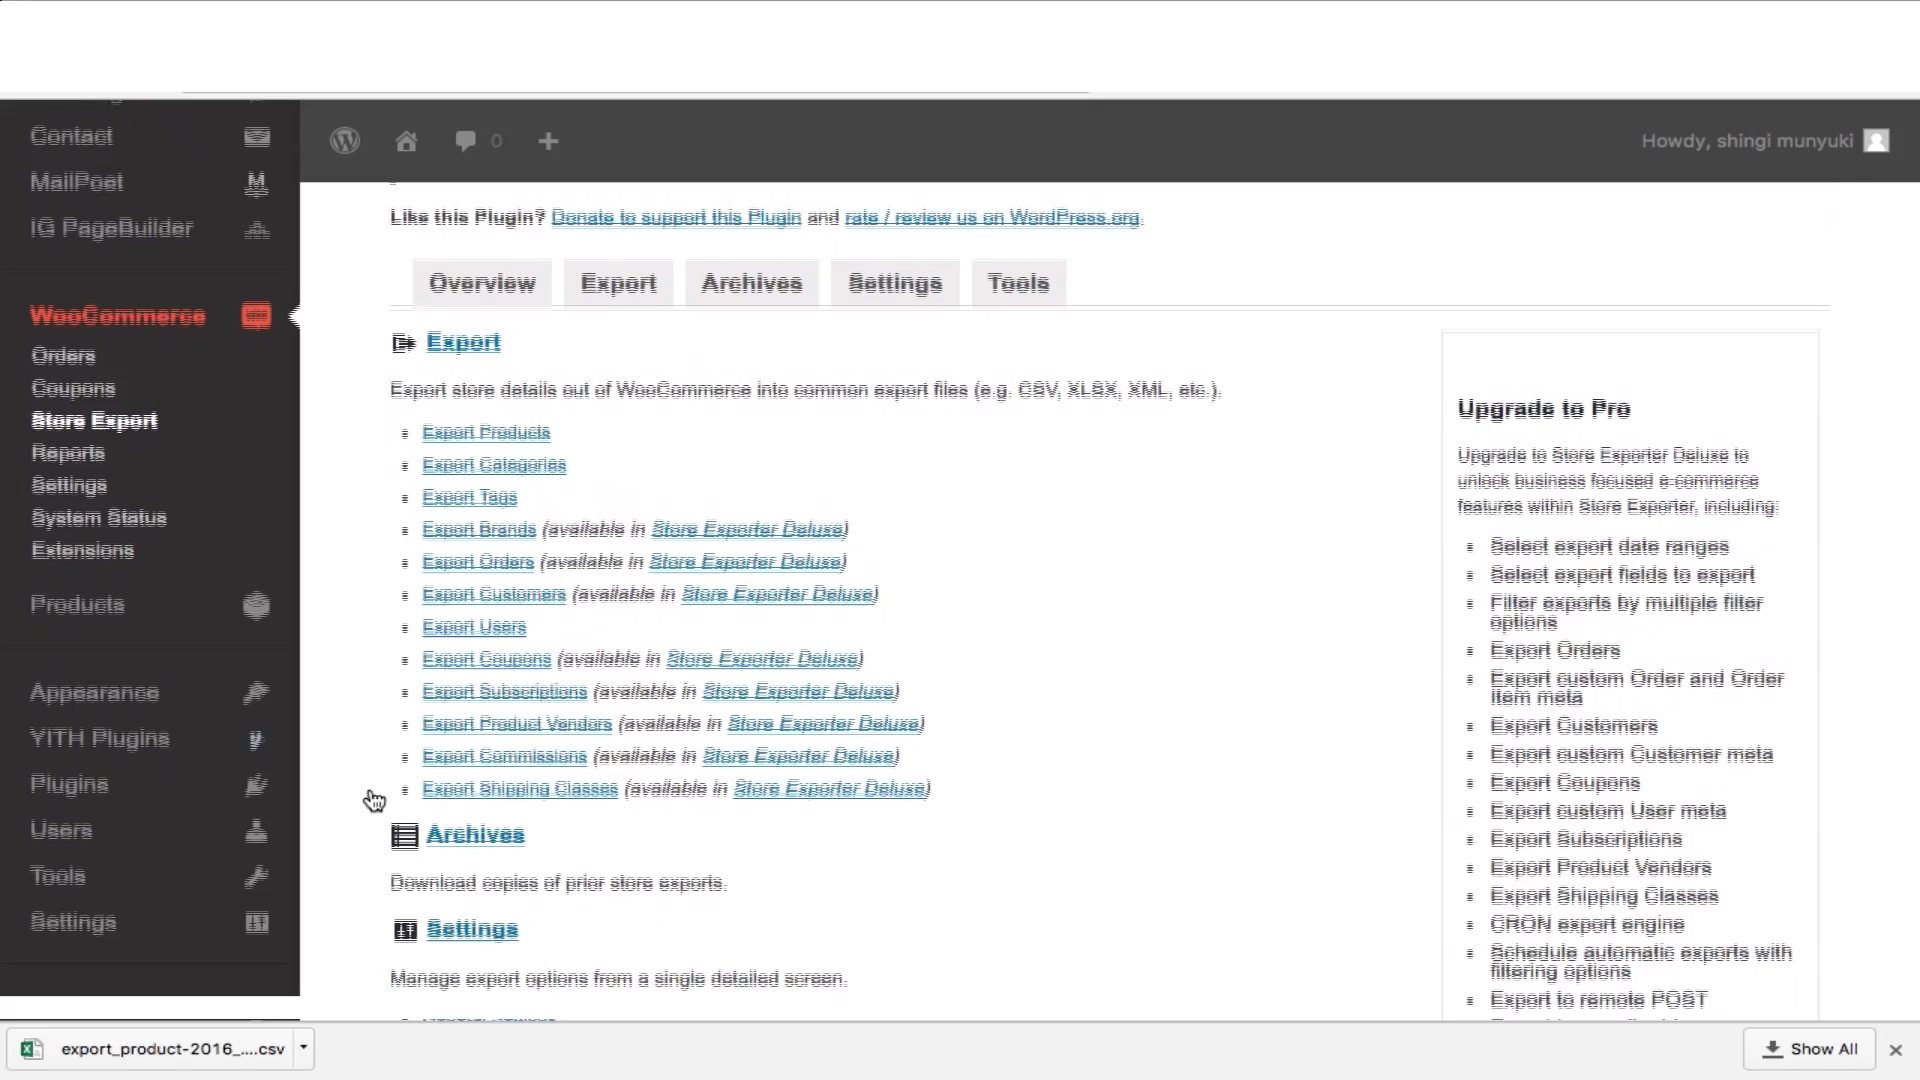 Contact
MailPoet
IG PageBuilder
WooCommerce
Orders
Coupons
Store Export
Reports
Settings
System Status
Extensions
Products
Appearance
YITH Plugins
Plugins
Users
Tools
Settings
0
Howdy, shingi munyuki
Like this Plugin? Donate to support this Plugin and rate / review us on WordPress.org.
Overview Export Archives Settings Tools
Export
Export store details out of WooCommerce into common export files (e.g. CSV, XLSX, XML, etc.).
Export Products
Export Categories
Export Tags
Export Brands (available in Store Exporter Deluxe)
Export Orders (available in Store Exporter Deluxe)
Export Customers (available in Store Exporter Deluxe)
Export Users
Export Coupons (available in Store Exporter Deluxe)
Export Subscriptions (available in Store Exporter Deluxe)
Export Product Vendors (available in Store Exporter Deluxe)
Export Commissions (available in Store Exporter Deluxe)
Export Shipping Classes (available in Store Exporter Deluxe)
Archives
Download copies of prior store exports.
Settings
Manage export options from a single detailed screen.
Upgrade to Pro
Upgrade to Store Exporter Deluxe to
unlock business focused e-commerce
features within Store Exporter, including:
Select export date ranges
Select export fields to export
Filter exports by multiple filter
options
Export Orders
Export custom Order and Order
Item meta
Export Customers
Export custom Customer meta
Export Coupons
Export custom User meta
Export Subscriptions
Export Product Vendors
Export Shipping Classes
CRON export engine
Schedule automatic exports with
filtering options
Export to remote POST
export_product-2016_....csv
Show All